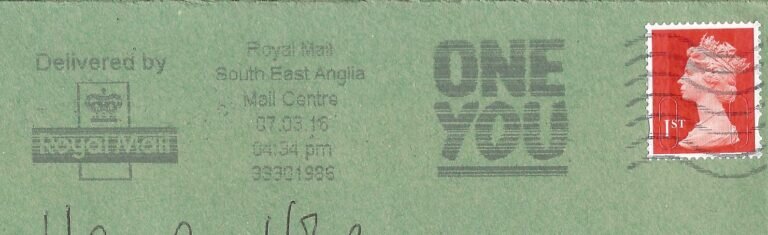 Delivered by
Royal Mail
Royal Mail
South East Anglia
Mail Centre
07.03.16
04:34 pm
33301986
ONE
YOU
1ST